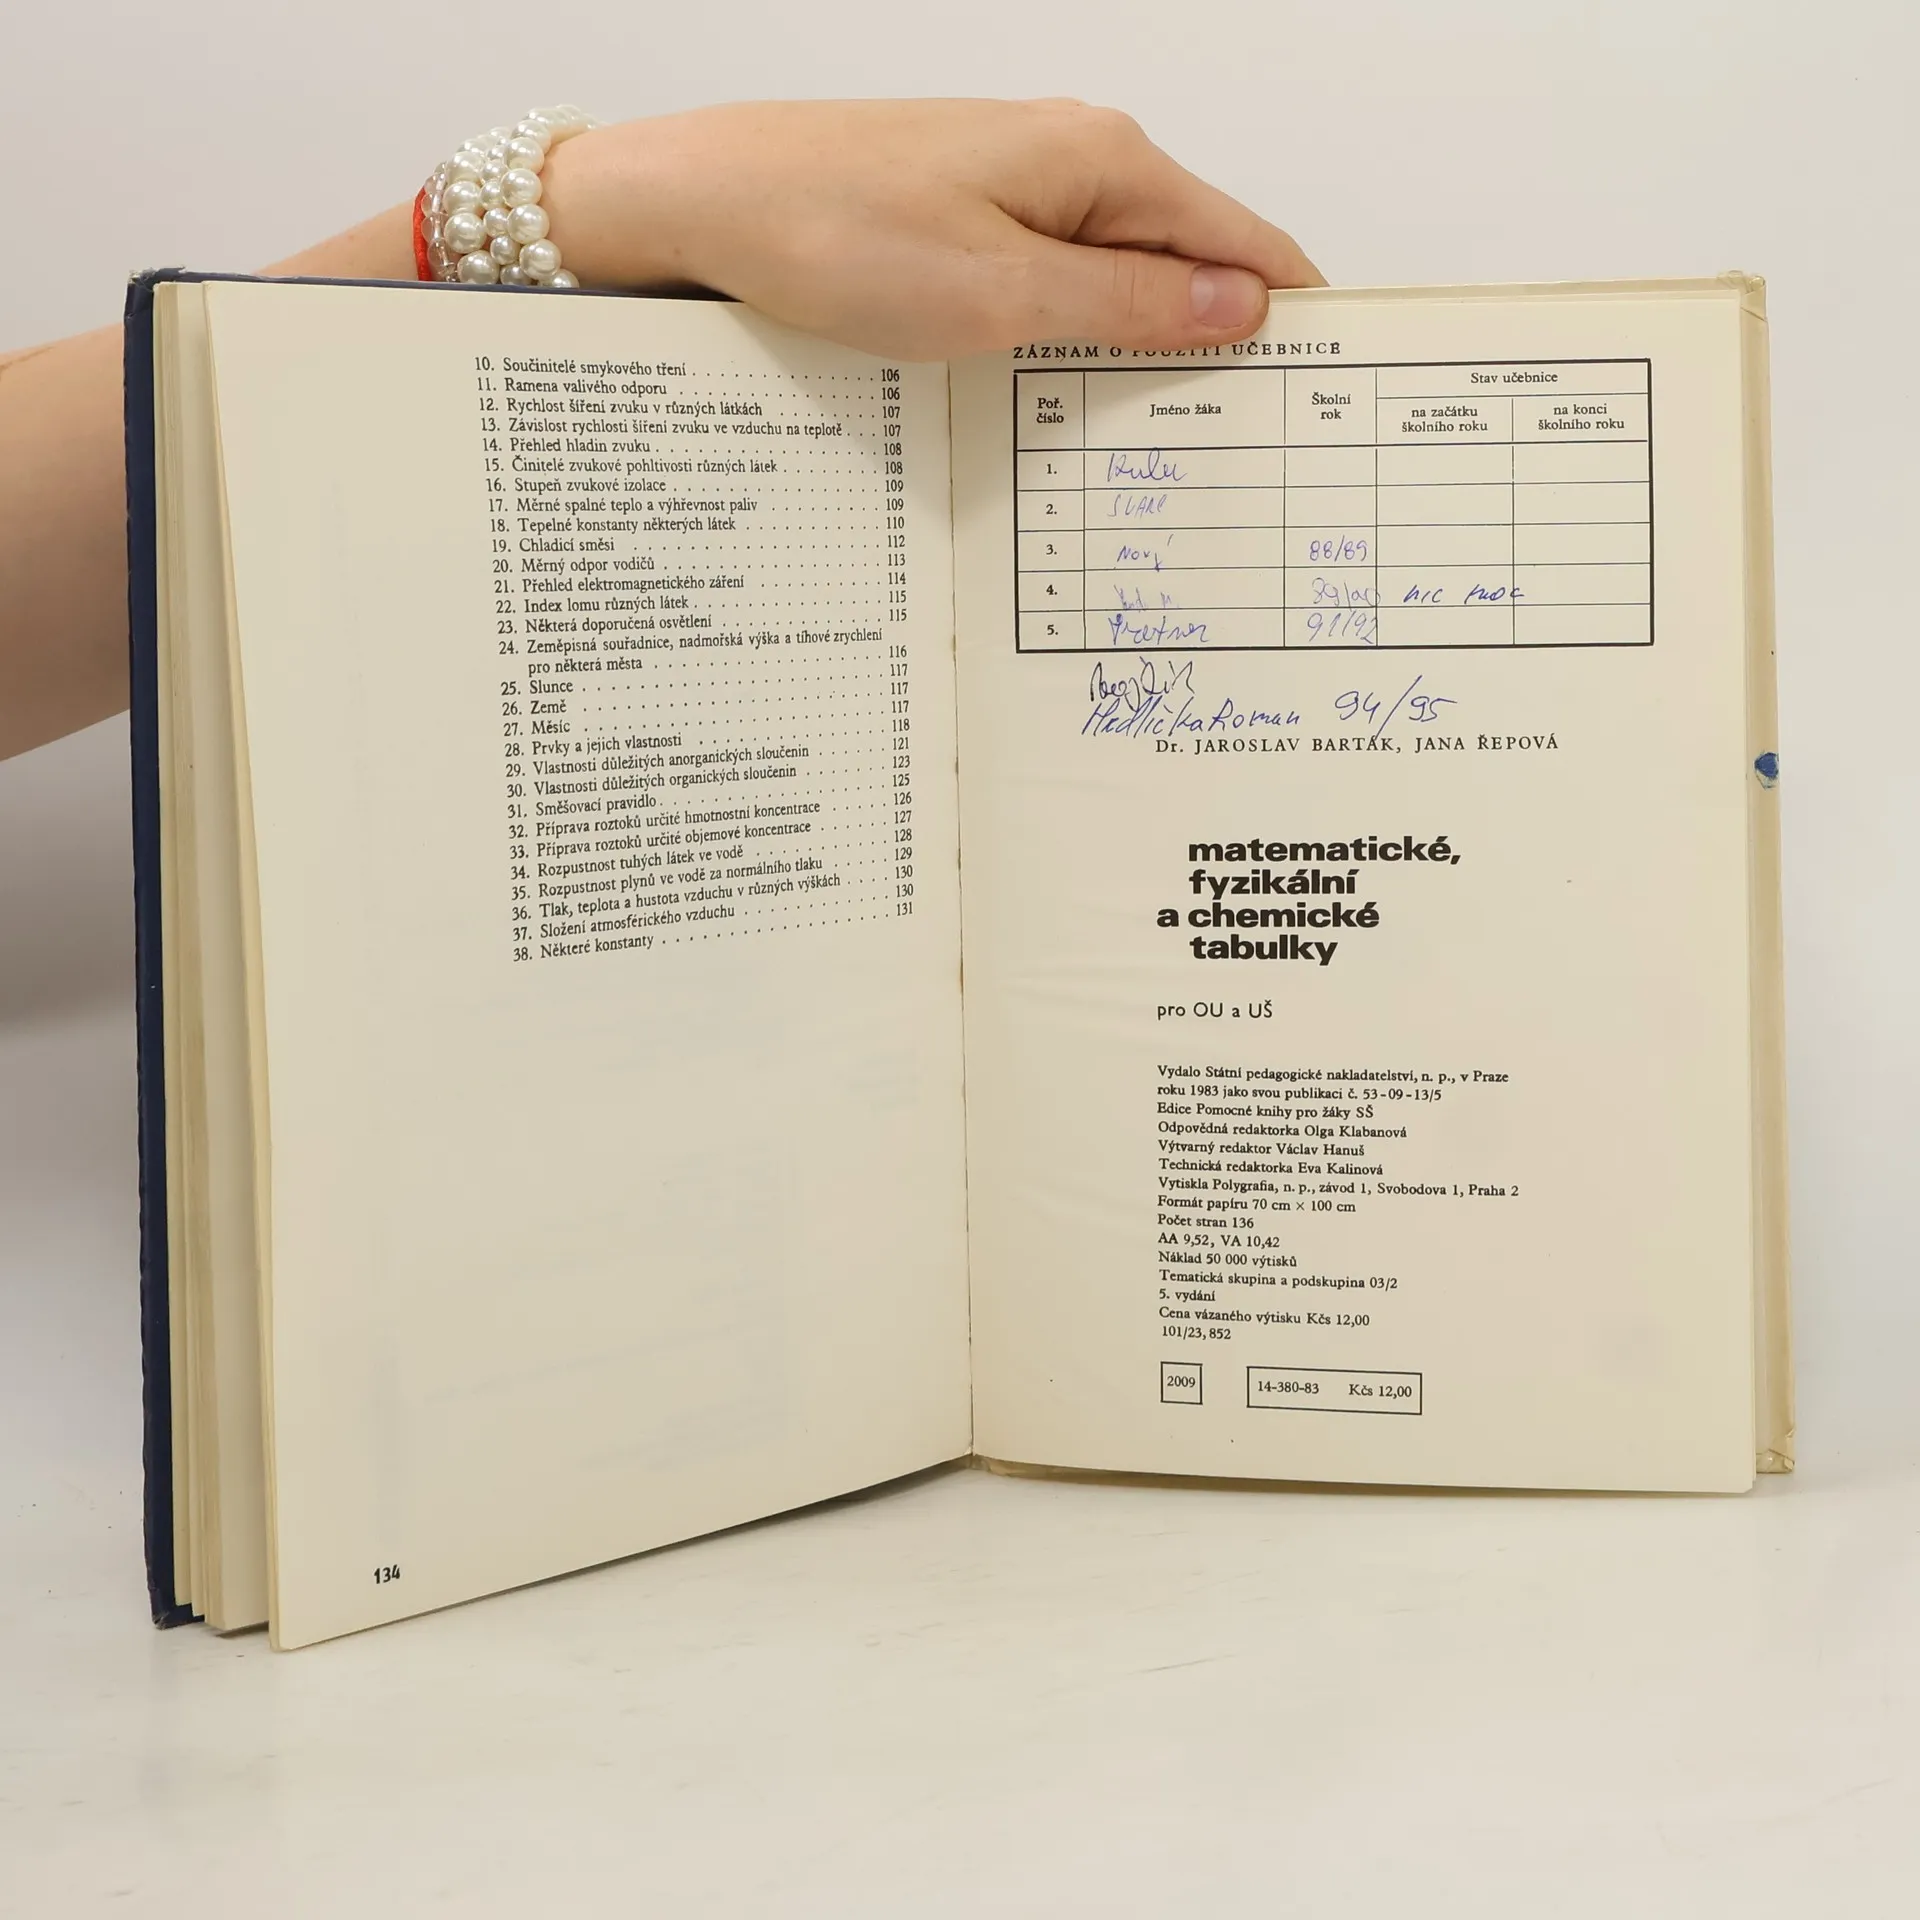 10. Součinitelé smykového tření . . . . . . . . . . . . . . 106
11. Ramena valivého odporu . . . . . . . . . . . . . . . 106
12. Rychlost šíření zvuku v různých látkách . . . . . . . 107
13. Závislost rychlosti šíření zvuku ve vzduchu na teplotě . . . 107
14. Přehled hladin zvuku . . . . . . . . . . . . . . . . . 108
15. Činitelé zvukové pohltivosti různých látek . . . . . . . . 108
16. Stupeň zvukové izolace . . . . . . . . . . . . . . . . 109
17. Měrné spalné teplo a výhřevnost paliv . . . . . . . . 109
18. Tepelné konstanty některých látek . . . . . . . . . . 110
19. Chladicí směsi . . . . . . . . . . . . . . . . . . . 112
20. Měrný odpor vodičů . . . . . . . . . . . . . . . . . 113
21. Přehled elektromagnetického záření . . . . . . . . . 114
22. Index lomu různých látek . . . . . . . . . . . . . . . 115
23. Některá doporučená osvětlení . . . . . . . . . . . . 115
24. Zeměpisná souřadnice, nadmořská výška a tíhové zrychlení
pro některá města . . . . . . . . . . . . . . . . . 116
25. Slunce . . . . . . . . . . . . . . . . . . . . . . 117
26. Země . . . . . . . . . . . . . . . . . . . . . . 117
27. Měsíc . . . . . . . . . . . . . . . . . . . . . . 117
28. Prvky a jejich vlastnosti . . . . . . . . . . . . . . 118
29. Vlastnosti důležitých anorganických sloučenin . . . . . . 121
30. Vlastnosti důležitých organických sloučenin . . . . . . . 123
31. Směšovací pravidlo . . . . . . . . . . . . . . . . . 125
32. Příprava roztoků určité hmotnostní koncentrace . . . . . 126
33. Příprava roztoků určité objemové koncentrace . . . . . . 127
34. Rozpustnost tuhých látek ve vodě . . . . . . . . . . 128
35. Rozpustnost plynů ve vodě za normálního tlaku . . . . . 129
36. Tlak, teplota a hustota vzduchu v různých výškách . . . . 130
37. Složení atmosférického vzduchu . . . . . . . . . . . 130
38. Některé konstanty . . . . . . . . . . . . . . . . . 131
134
ZÁZNAM O POUŽITÍ UČEBNICE
Poř. číslo Jméno žáka Školní rok Stav učebnice
na začátku školního roku na konci školního roku
1.
2.
3. Nový 88/89
4. 89/90 nic moc
5. 91/92
Hrdlička Roman 94/95
Dr. JAROSLAV BARTÁK, JANA ŘEPOVÁ
matematické,
fyzikální
a chemické
tabulky
pro OU a UŠ
Vydalo Státní pedagogické nakladatelství, n. p., v Praze
roku 1983 jako svou publikaci č. 53-09-13/5
Edice Pomocné knihy pro žáky SŠ
Odpovědná redaktorka Olga Klabanová
Výtvarný redaktor Václav Hanuš
Technická redaktorka Eva Kalinová
Vytiskla Polygrafia, n. p., závod 1, Svobodova 1, Praha 2
Formát papíru 70 cm × 100 cm
Počet stran 136
AA 9,52, VA 10,42
Náklad 50 000 výtisků
Tematická skupina a podskupina 03/2
5. vydání
Cena vázaného výtisku Kčs 12,00
101/23, 852
2009 14-380-83 Kčs 12,00